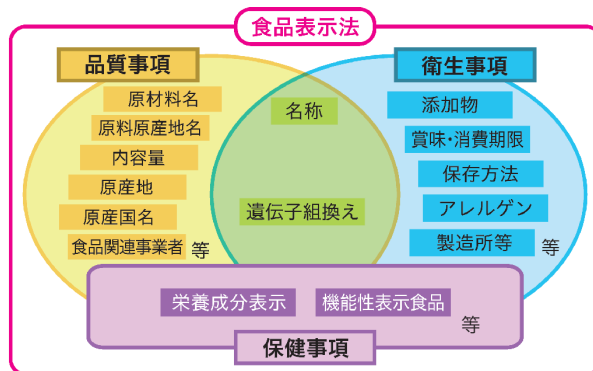 食品表示法
品質事項
原材料名
原料原産地名
内容量
原産地
原産国名
食品関連事業者 等
名称
遺伝子組換え
衛生事項
添加物
賞味・消費期限
保存方法
アレルゲン
製造所等 等
栄養成分表示 機能性表示食品
等
保健事項